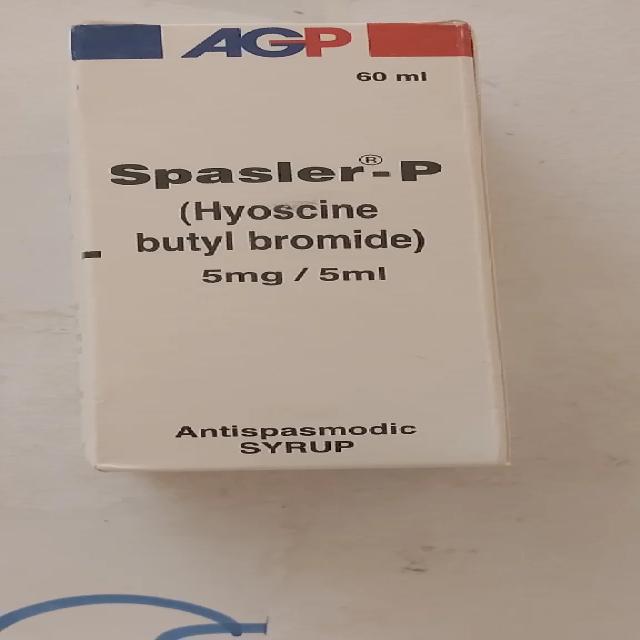 AGP
60 ml
Spasler®-P
(Hyoscine
butyl bromide)
5mg / 5ml
Antispasmodic
SYRUP